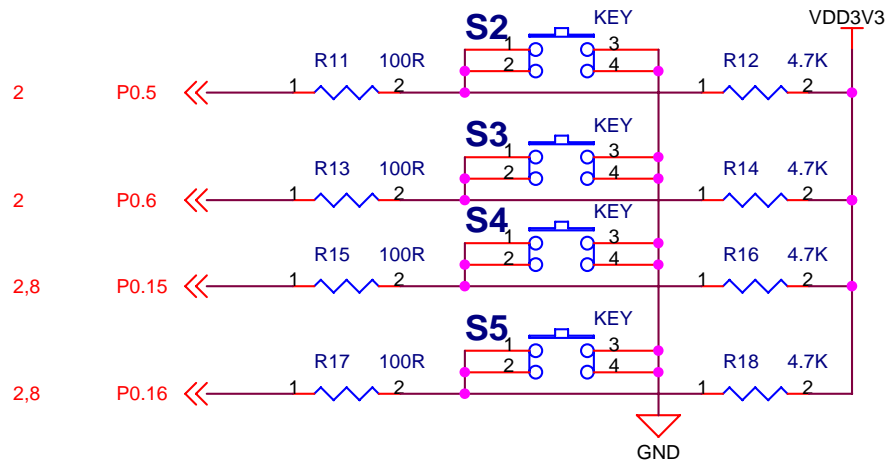 VDD3V3
S2 KEY
R11 100R 1 3 R12 4.7K
2 4
2 P0.5 1 2 1 2
S3 KEY
1 3
R13 100R 2 4 R14 4.7K
2 P0.6 1 2 1 2
S4 KEY
1 3
R15 100R 2 4 R16 4.7K
2,8 P0.15 1 2 1 2
S5 KEY
1 3
R17 100R 2 4 R18 4.7K
2,8 P0.16 1 2 1 2
GND